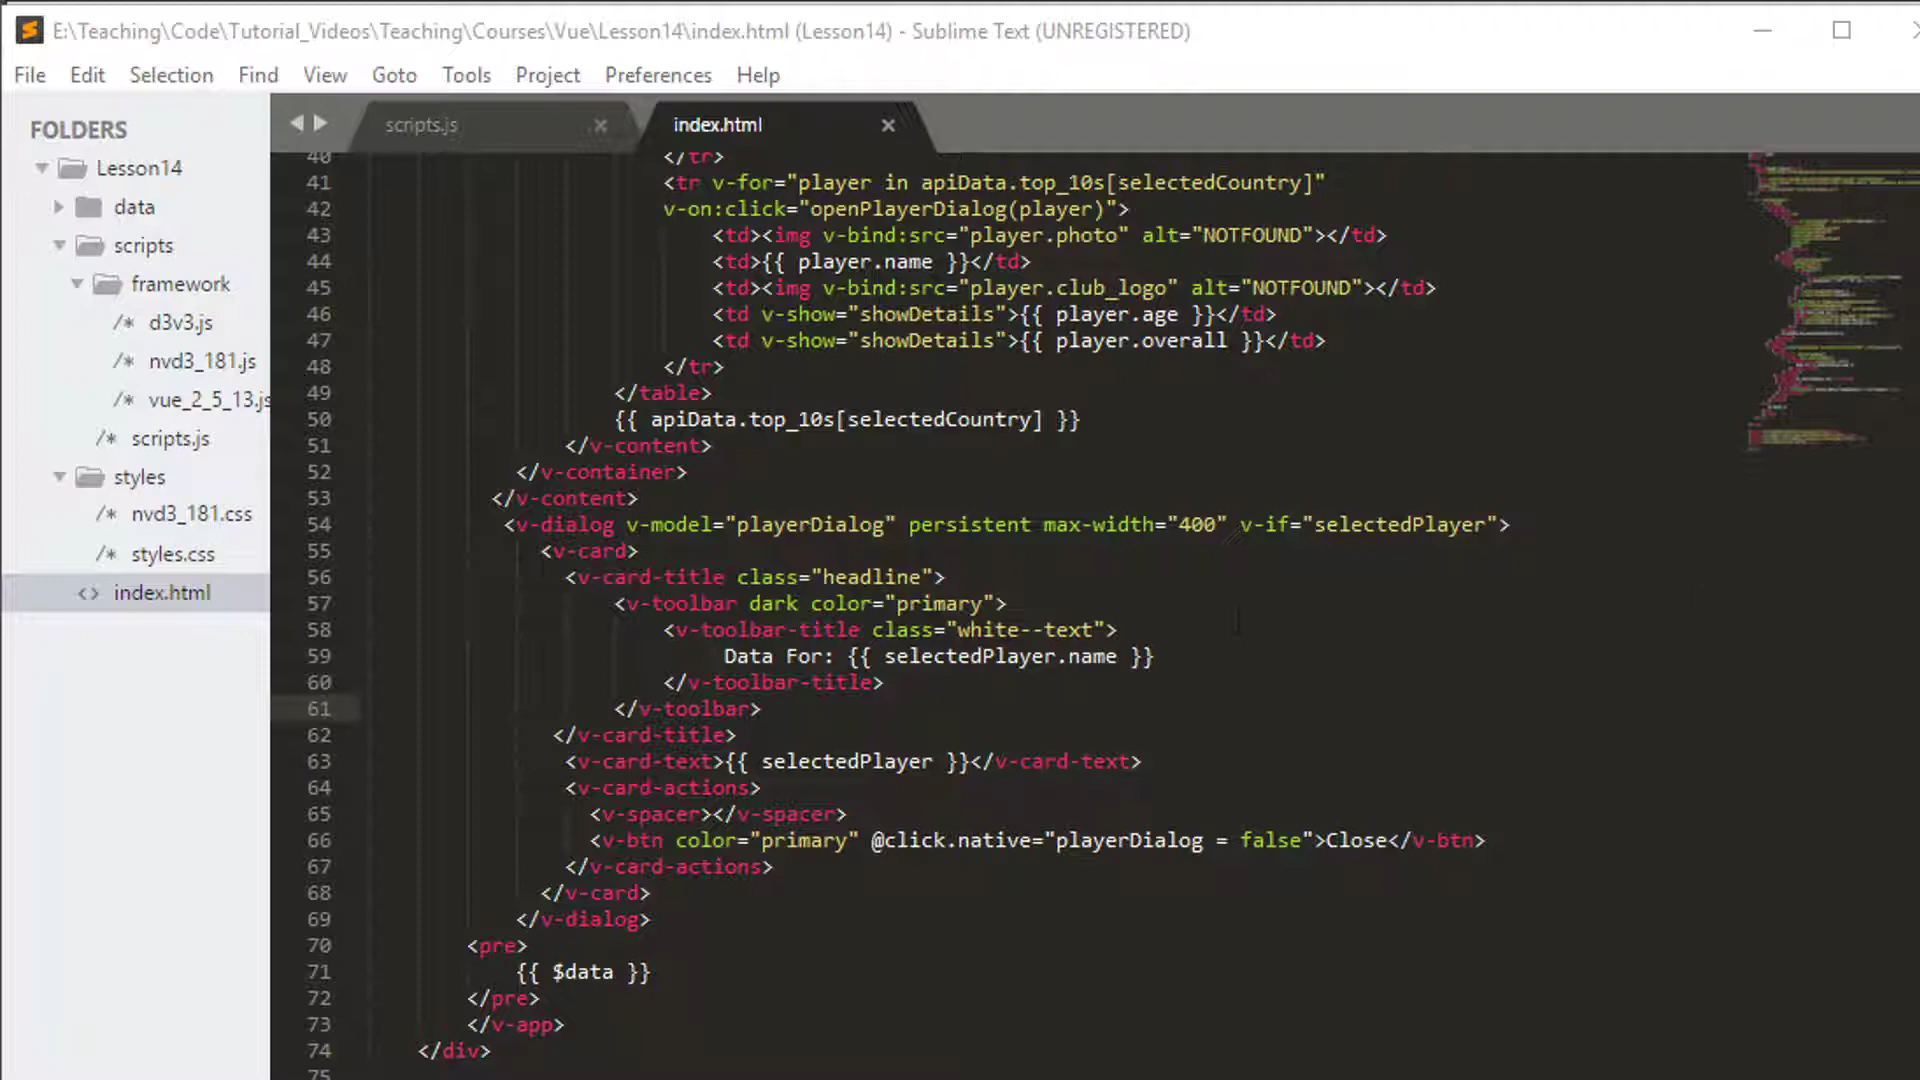 E:\Teaching\Code\Tutorial_Videos\Teaching\Courses\Vue\Lesson14\index.html (Lesson14) - Sublime Text (UNREGISTERED)
File Edit Selection Find View Goto Tools Project Preferences Help
FOLDERS
Lesson14
data
scripts
framework
/* d3v3.js
/* nvd3_181.js
/* vue_2_5_13.js
/* scripts.js
styles
/* nvd3_181.css
/* styles.css
<> index.html
scripts.js × index.html ×
40 </tr>
41 <tr v-for="player in apiData.top_10s[selectedCountry]"
42 v-on:click="openPlayerDialog(player)">
43 <td><img v-bind:src="player.photo" alt="NOTFOUND"></td>
44 <td>{{ player.name }}</td>
45 <td><img v-bind:src="player.club_logo" alt="NOTFOUND"></td>
46 <td v-show="showDetails">{{ player.age }}</td>
47 <td v-show="showDetails">{{ player.overall }}</td>
48 </tr>
49 </table>
50 {{ apiData.top_10s[selectedCountry] }}
51 </v-content>
52 </v-container>
53 </v-content>
54 <v-dialog v-model="playerDialog" persistent max-width="400" v-if="selectedPlayer">
55 <v-card>
56 <v-card-title class="headline">
57 <v-toolbar dark color="primary">
58 <v-toolbar-title class="white--text">
59 Data For: {{ selectedPlayer.name }}
60 </v-toolbar-title>
61 </v-toolbar>
62 </v-card-title>
63 <v-card-text>{{ selectedPlayer }}</v-card-text>
64 <v-card-actions>
65 <v-spacer></v-spacer>
66 <v-btn color="primary" @click.native="playerDialog = false">Close</v-btn>
67 </v-card-actions>
68 </v-card>
69 </v-dialog>
70 <pre>
71 {{ $data }}
72 </pre>
73 </v-app>
74 </div>
75